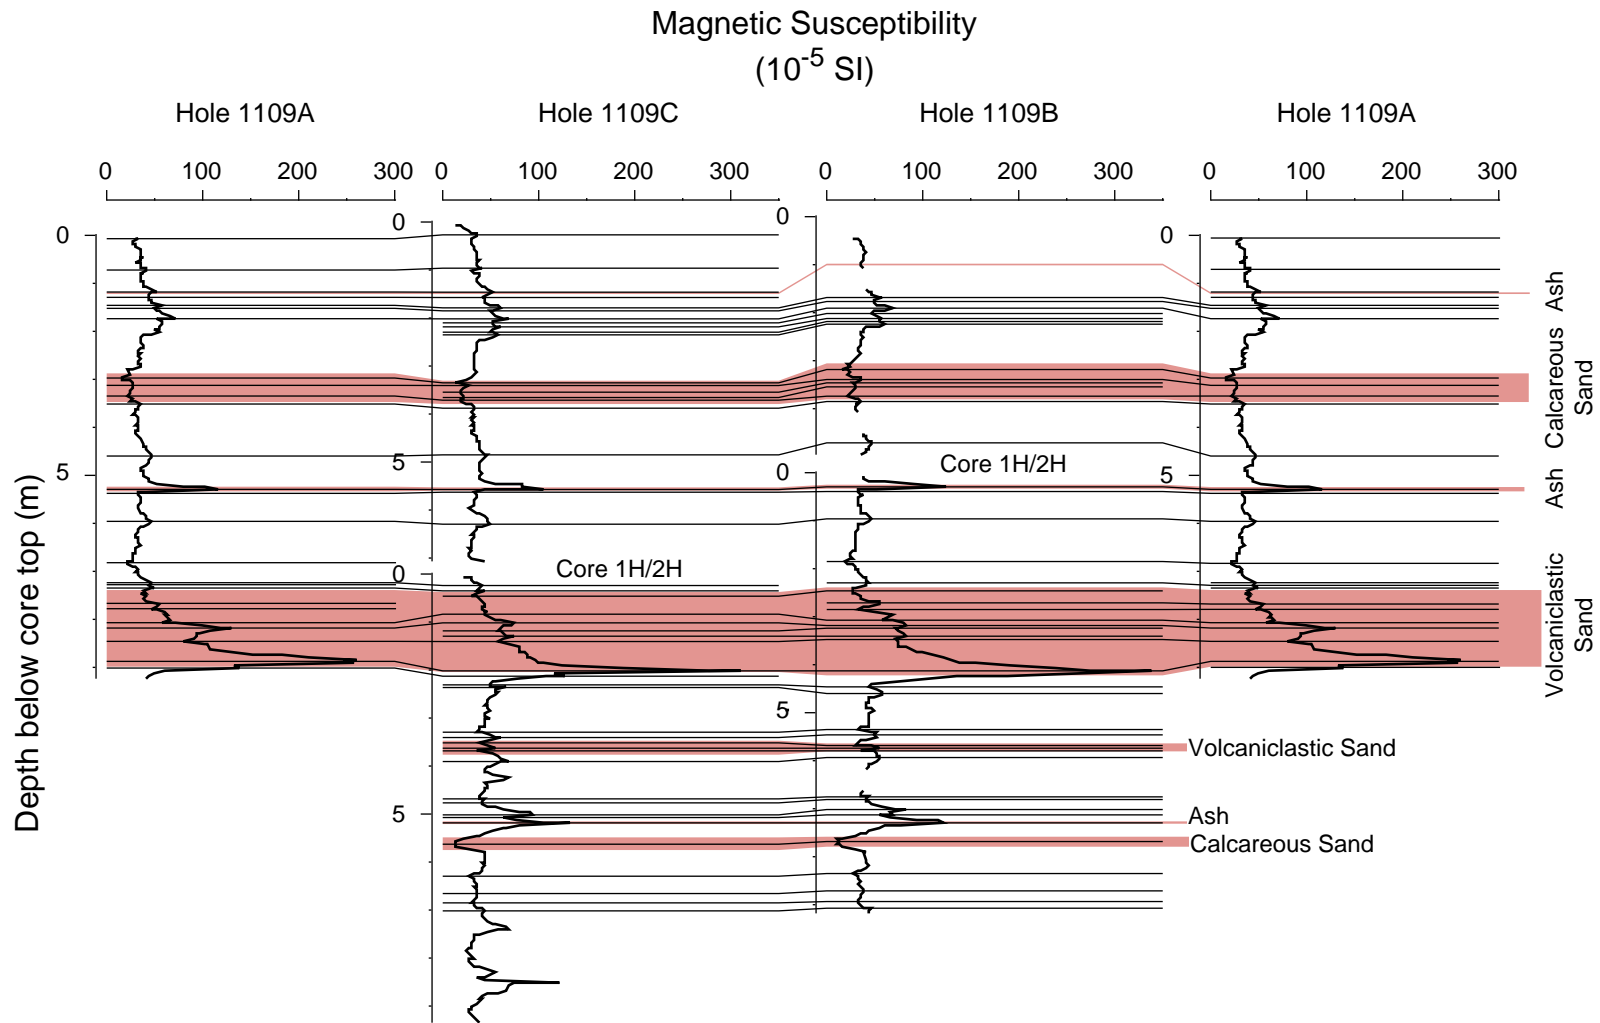 Magnetic Susceptibility
(10-5 SI)
Hole 1109A Hole 1109C Hole 1109B Hole 1109A
0 100 200 300 0 100 200 300 0 100 200 300 0 100 200 300
0 0 0 0
Ash
Calcareous
Sand
5 5 0 Core 1H/2H 5
Ash
0 Core 1H/2H
Volcaniclastic
Sand
5
Volcaniclastic Sand
5
Ash
Calcareous Sand
Depth below core top (m)